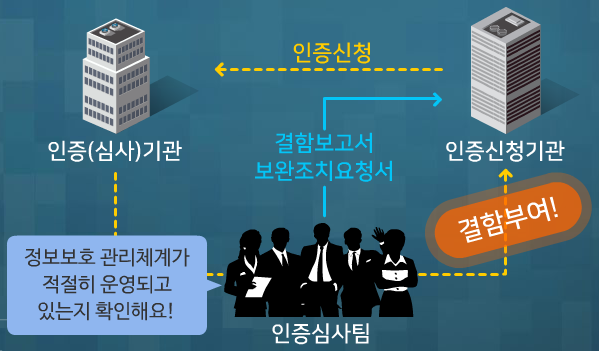 인증신청
인증(심사)기관
인증신청기관
결함보고서
보완조치요청서
결함부여!
정보보호 관리체계가
적절히 운영되고
있는지 확인해요!
인증심사팀